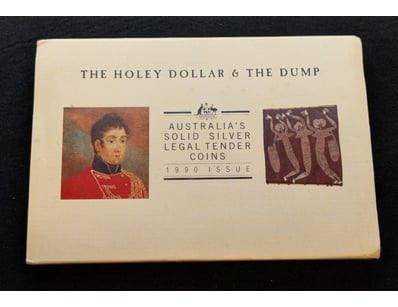 THE HOLEY DOLLAR & THE DUMP
AUSTRALIA'S
SOLID SILVER
LEGAL TENDER
COINS
1990 ISSUE